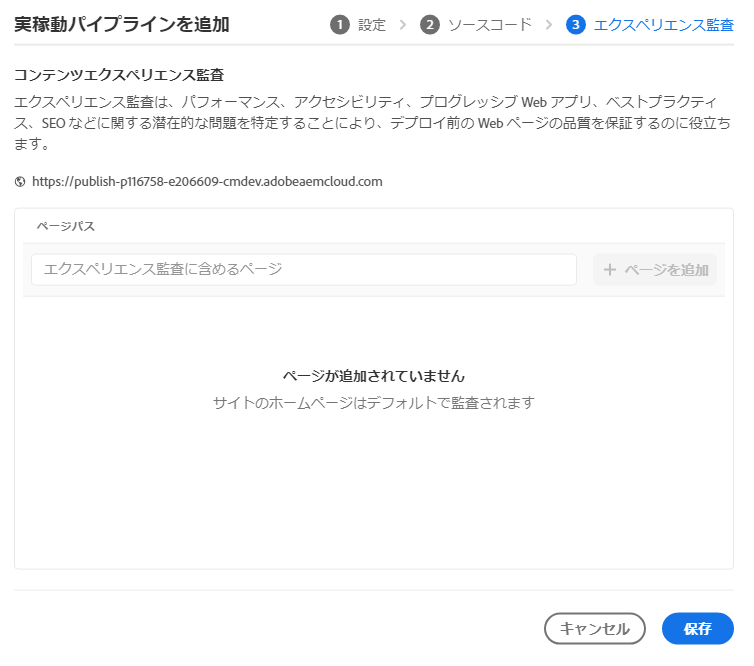 実稼動パイプラインを追加
1 設定 > 2 ソースコード > 3 エクスペリエンス監査
コンテンツエクスペリエンス監査
エクスペリエンス監査は、パフォーマンス、アクセシビリティ、プログレッシブ Web アプリ、ベストプラクティ
ス、SEO などに関する潜在的な問題を特定することにより、デプロイ前の Web ページの品質を保証するのに役立ち
ます。
https://publish-p116758-e206609-cmdev.adobeaemcloud.com
ページパス
エクスペリエンス監査に含めるページ
+ ページを追加
ページが追加されていません
サイトのホームページはデフォルトで監査されます
キャンセル
保存